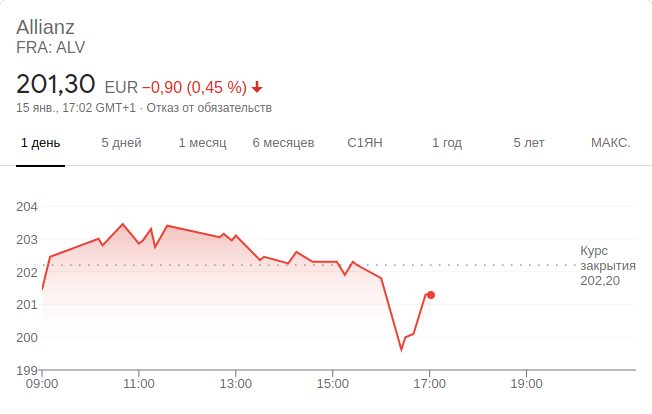 Allianz
FRA: ALV
201,30 EUR −0,90 (0,45 %)
15 янв., 17:02 GMT+1 · Отказ от обязательств
1 день 5 дней 1 месяц 6 месяцев С1ЯН 1 год 5 лет МАКС.
204
203
202
201
200
199
Курс
закрытия
202,20
09:00 11:00 13:00 15:00 17:00 19:00